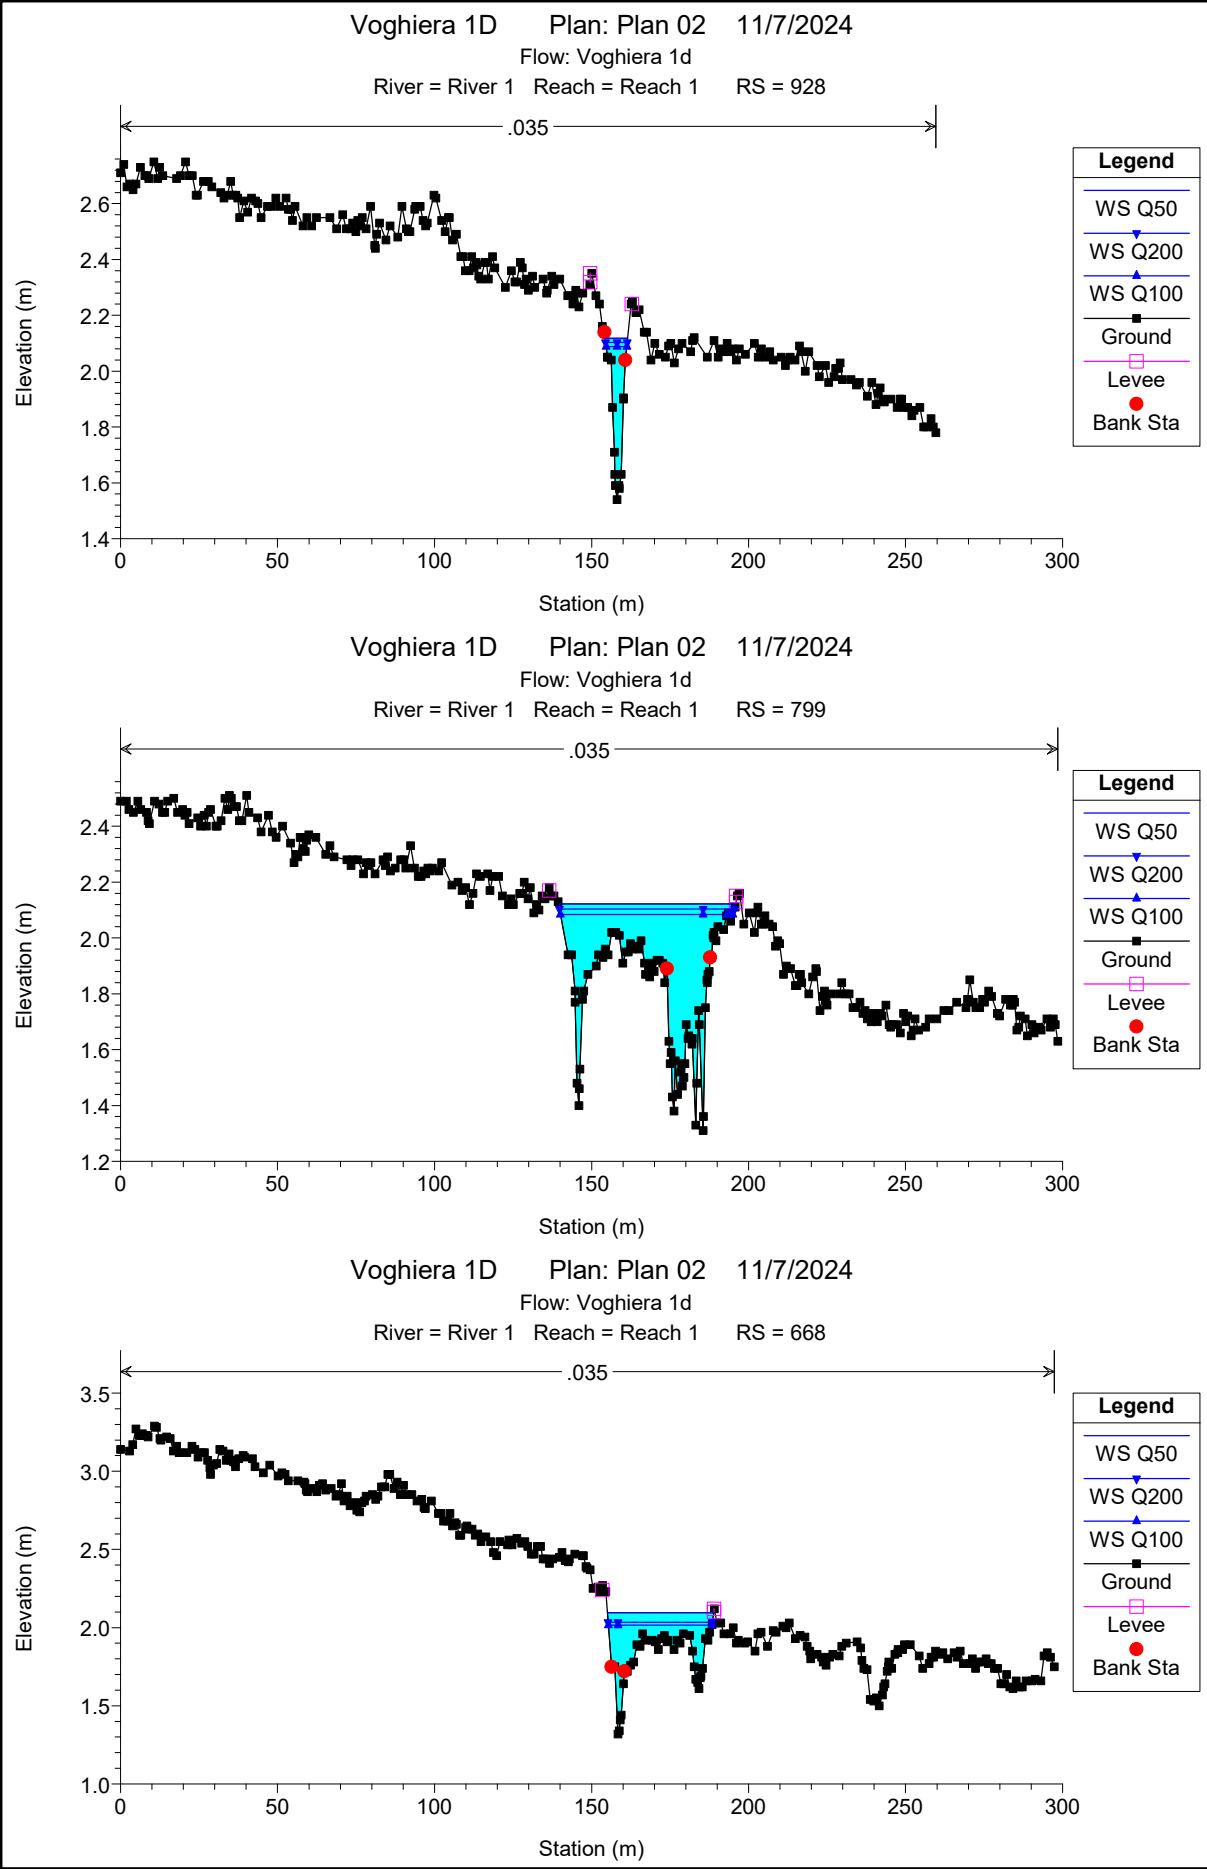 Voghiera 1D Plan: Plan 02 11/7/2024
Flow: Voghiera 1d
River = River 1 Reach = Reach 1 RS = 928
.035
Legend
WS Q50
WS Q200
WS Q100
Ground
Levee
Bank Sta
Elevation (m)
2.6
2.4
2.2
2.0
1.8
1.6
1.4
0 50 100 150 200 250 300
Station (m)
Voghiera 1D Plan: Plan 02 11/7/2024
Flow: Voghiera 1d
River = River 1 Reach = Reach 1 RS = 799
.035
Legend
WS Q50
WS Q200
WS Q100
Ground
Levee
Bank Sta
Elevation (m)
2.4
2.2
2.0
1.8
1.6
1.4
1.2
0 50 100 150 200 250 300
Station (m)
Voghiera 1D Plan: Plan 02 11/7/2024
Flow: Voghiera 1d
River = River 1 Reach = Reach 1 RS = 668
.035
Legend
WS Q50
WS Q200
WS Q100
Ground
Levee
Bank Sta
Elevation (m)
3.5
3.0
2.5
2.0
1.5
1.0
0 50 100 150 200 250 300
Station (m)